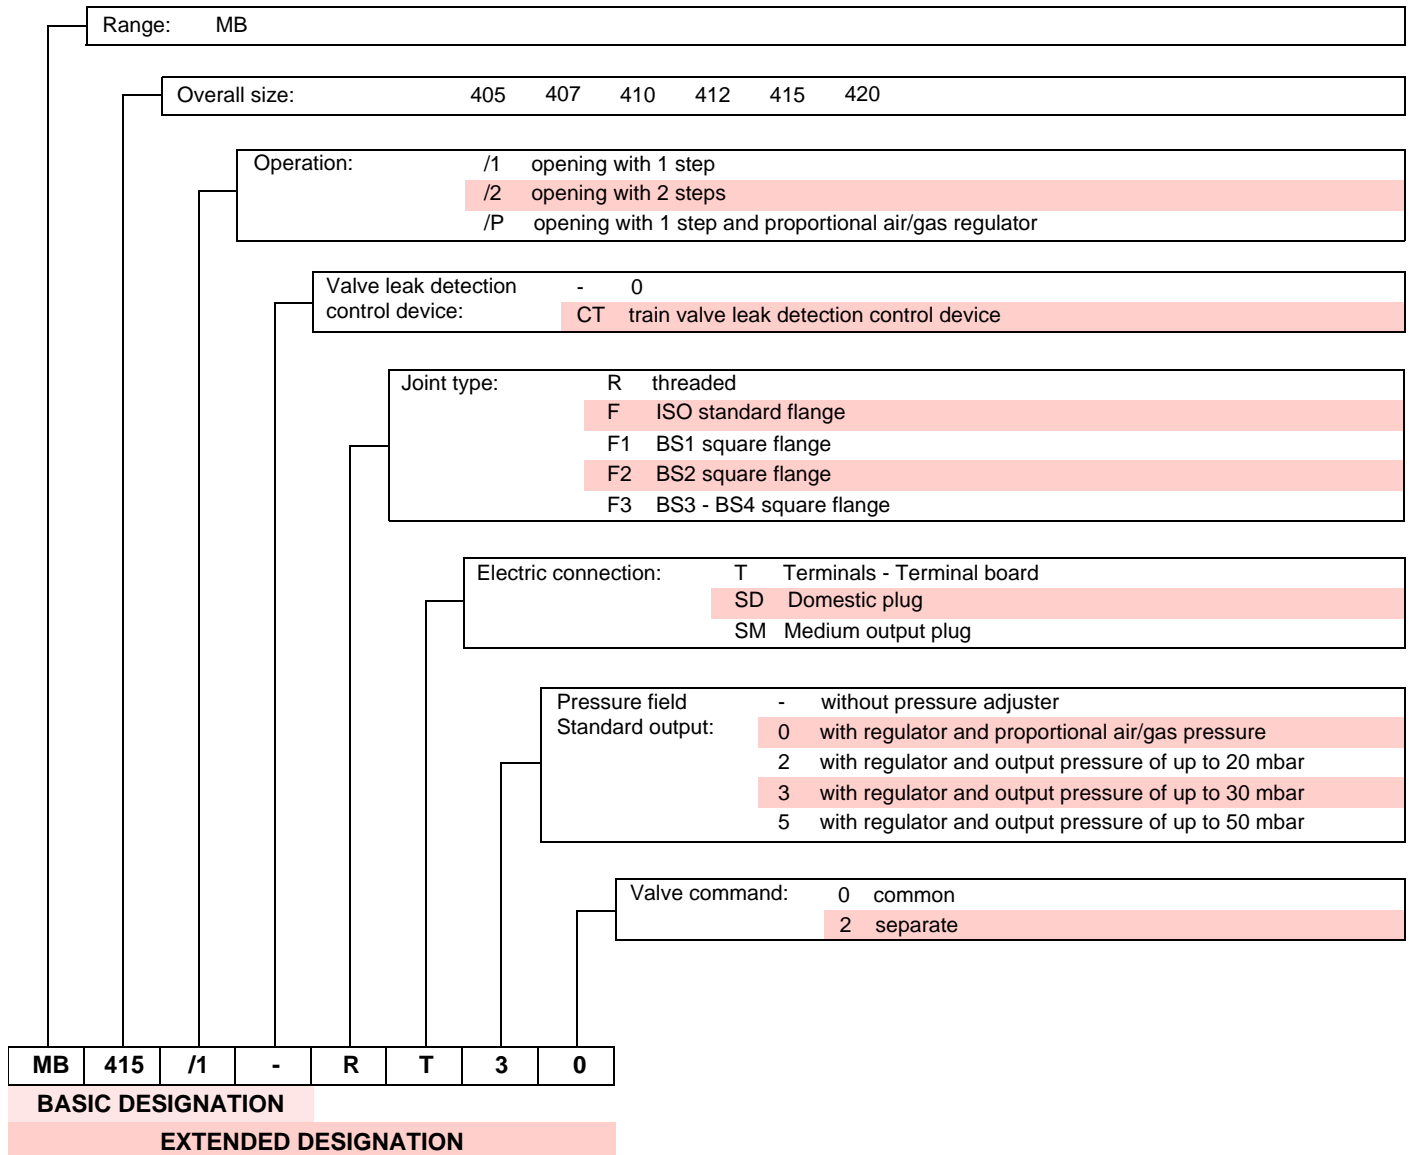 Range: MB
Overall size: 405 407 410 412 415 420
Operation: /1 opening with 1 step
/2 opening with 2 steps
/P opening with 1 step and proportional air/gas regulator
Valve leak detection - 0
control device: CT train valve leak detection control device
Joint type: R threaded
F ISO standard flange
F1 BS1 square flange
F2 BS2 square flange
F3 BS3 - BS4 square flange
Electric connection: T Terminals - Terminal board
SD Domestic plug
SM Medium output plug
Pressure field - without pressure adjuster
Standard output: 0 with regulator and proportional air/gas pressure
2 with regulator and output pressure of up to 20 mbar
3 with regulator and output pressure of up to 30 mbar
5 with regulator and output pressure of up to 50 mbar
Valve command: 0 common
2 separate
MB 415 /1 - R T 3 0
BASIC DESIGNATION
EXTENDED DESIGNATION